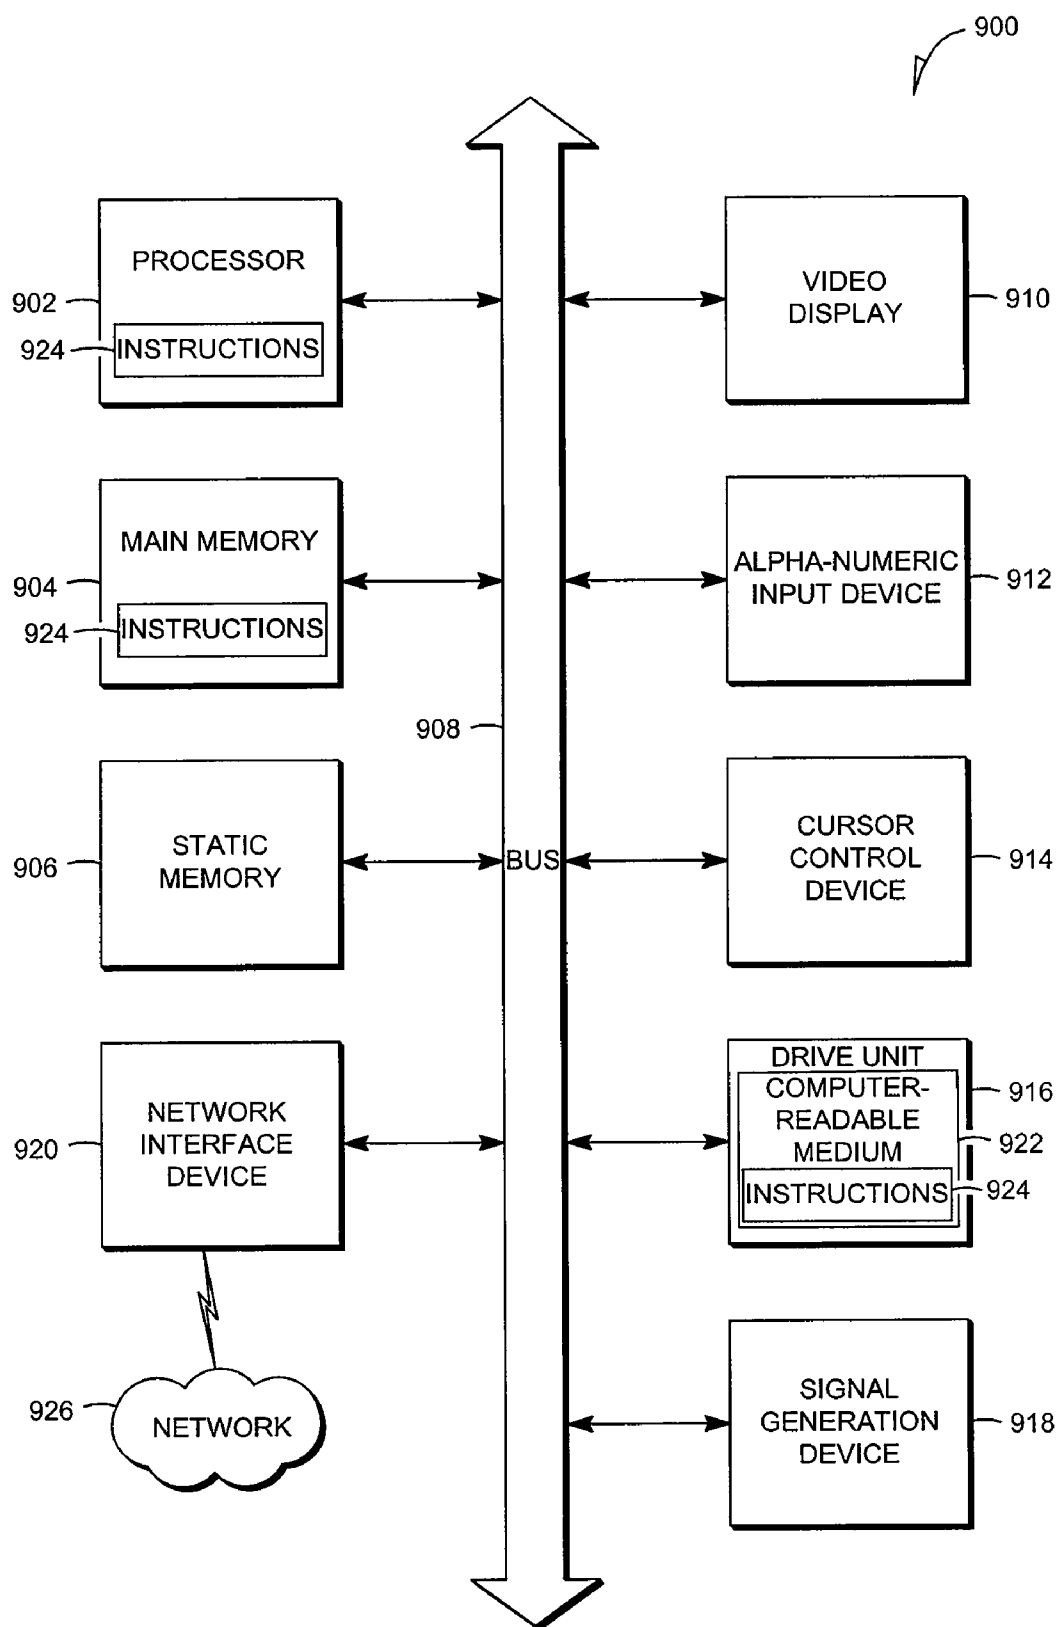 900
PROCESSOR
902
924
INSTRUCTIONS
VIDEO
DISPLAY
910
MAIN MEMORY
904
924
INSTRUCTIONS
ALPHA-NUMERIC
INPUT DEVICE
912
908
STATIC
MEMORY
906
BUS
CURSOR
CONTROL
DEVICE
914
NETWORK
INTERFACE
DEVICE
920
DRIVE UNIT
COMPUTER-
READABLE
MEDIUM
INSTRUCTIONS
916
922
924
926
NETWORK
SIGNAL
GENERATION
DEVICE
918